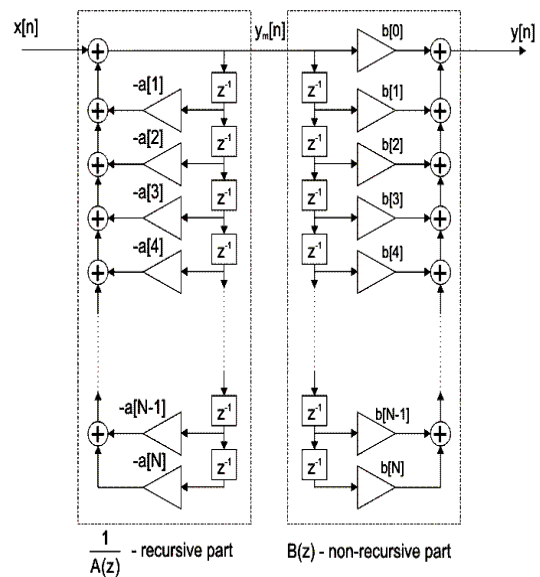 x[n] yₘ[n] b[0] y[n]
z⁻¹ z⁻¹
-a[1] b[1]
z⁻¹ z⁻¹
-a[2] b[2]
z⁻¹ z⁻¹
-a[3] b[3]
z⁻¹ z⁻¹
-a[4] b[4]
z⁻¹ z⁻¹
-a[N-1] b[N-1]
z⁻¹ z⁻¹
-a[N] b[N]
1
A(z)
- recursive part B(z) - non-recursive part